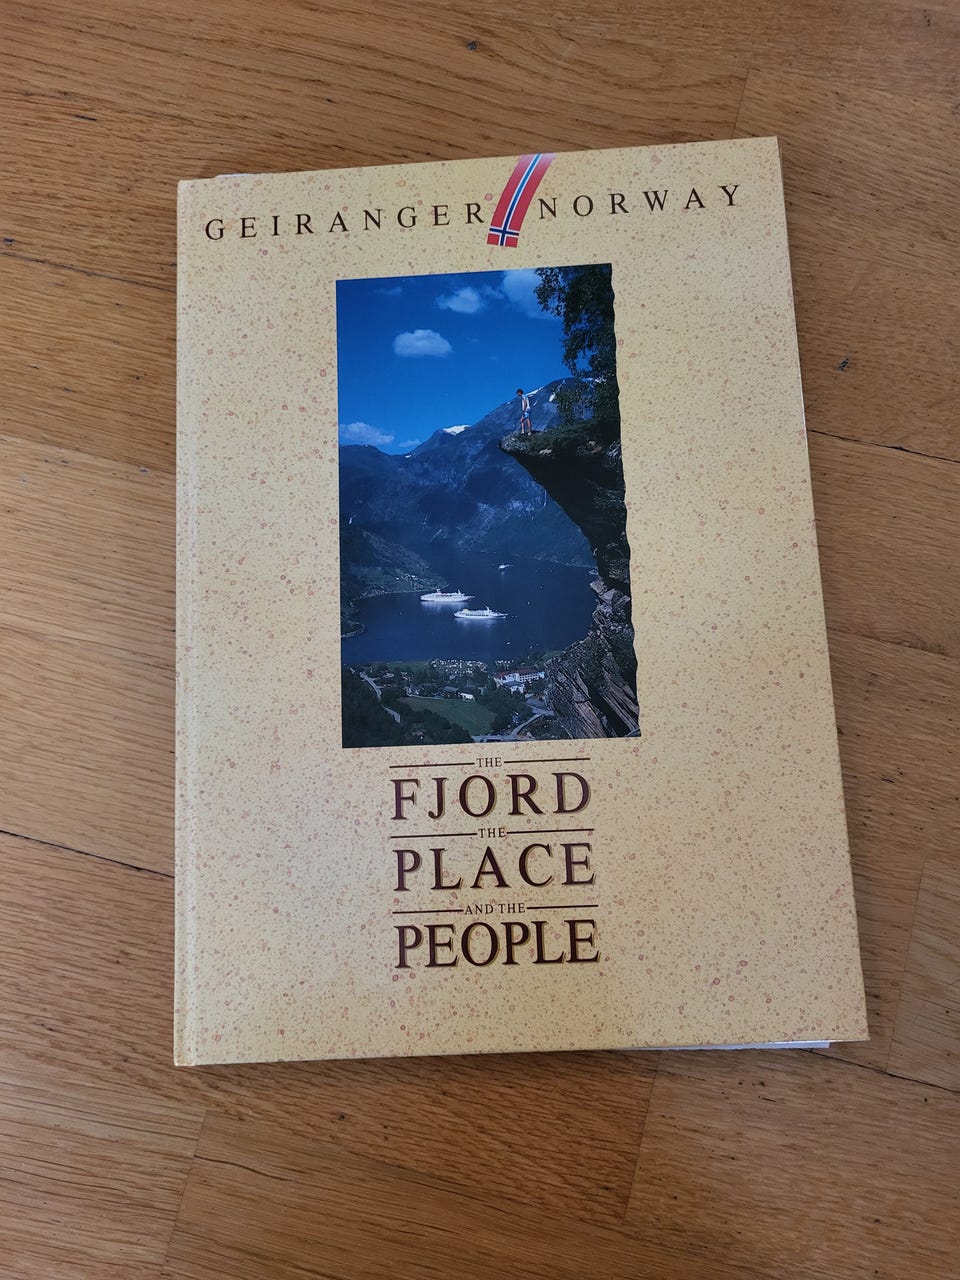 GEIRANGER NORWAY
THE
FJORD
THE
PLACE
AND THE
PEOPLE